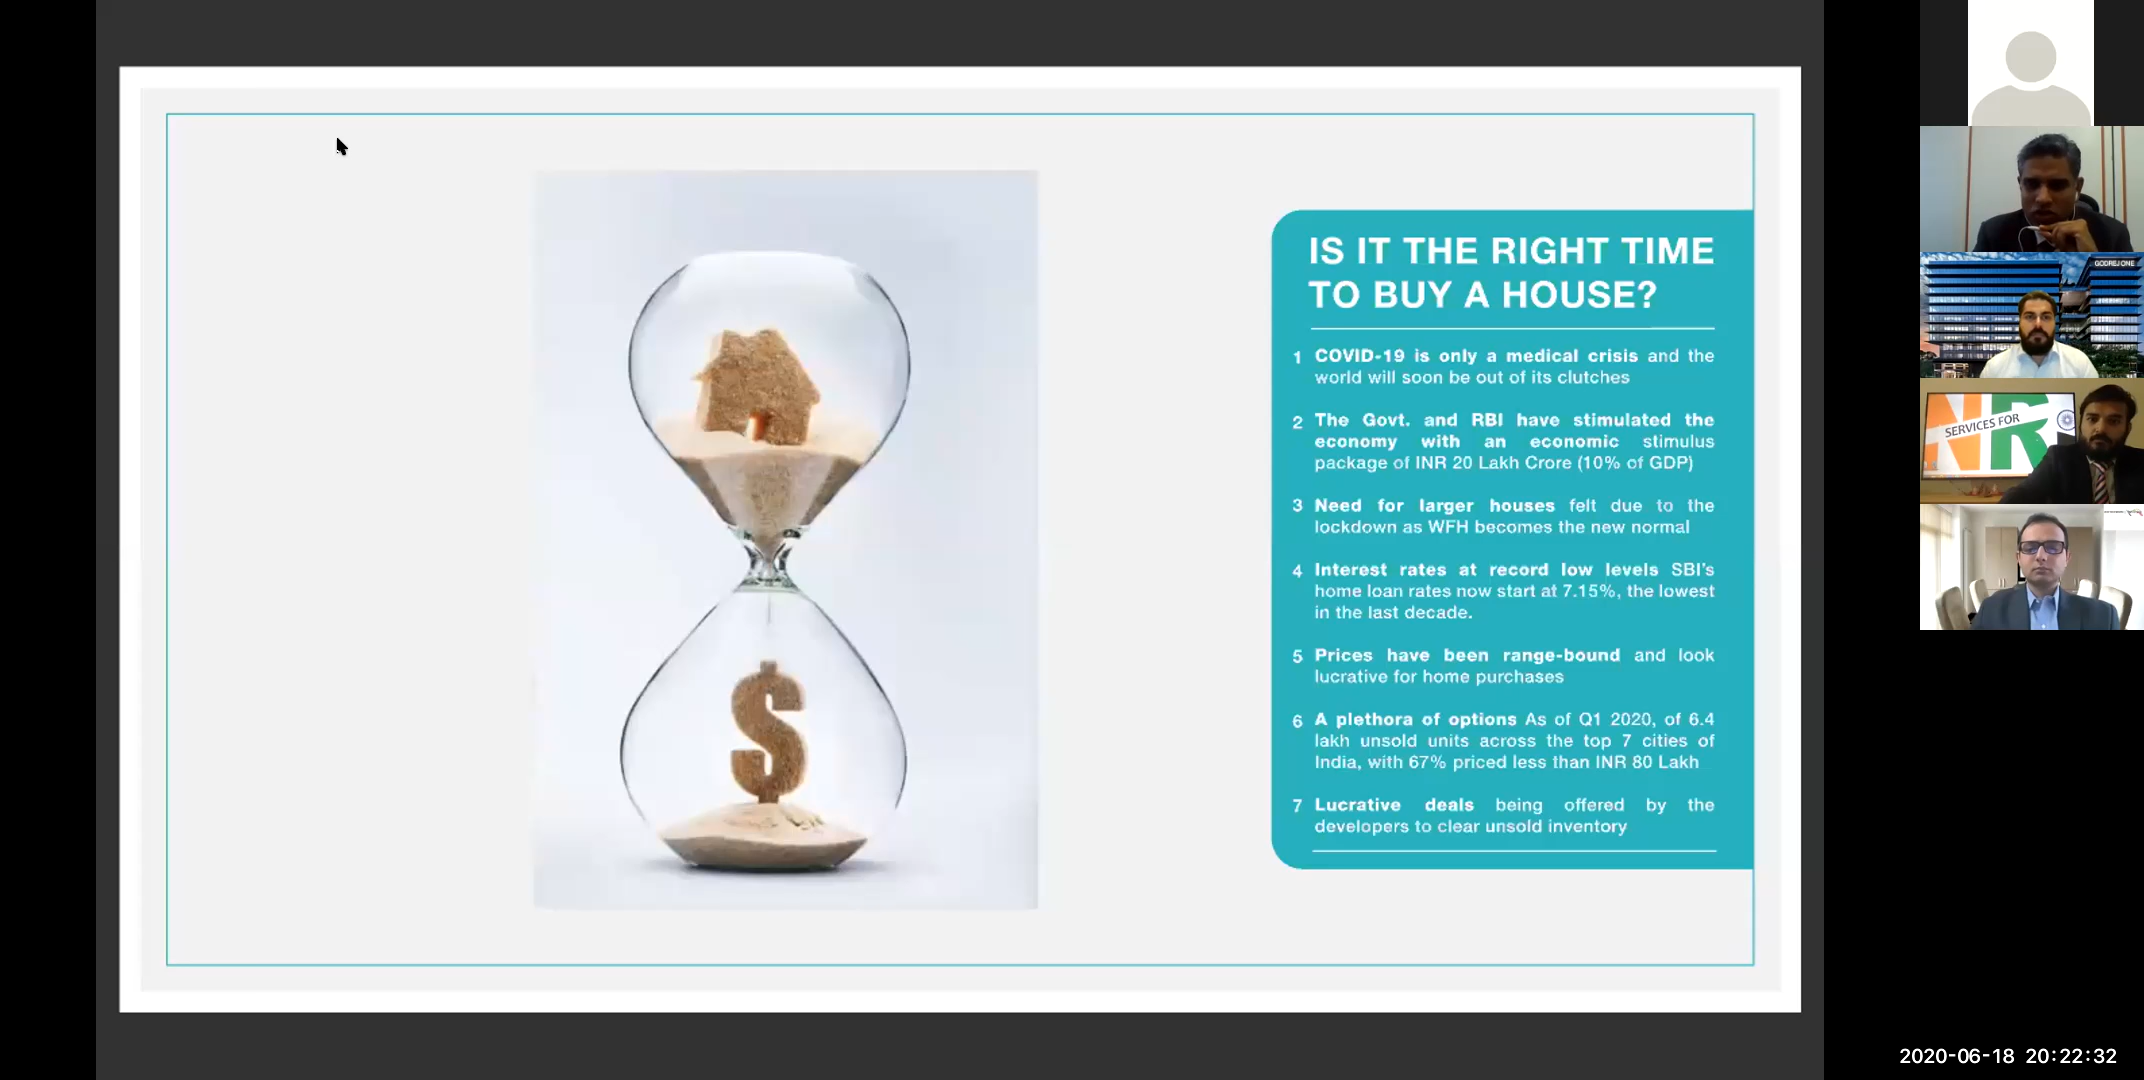 IS IT THE RIGHT TIME
TO BUY A HOUSE?
1 COVID-19 is only a medical crisis and the
world will soon be out of its clutches
2 The Govt. and RBI have stimulated the
economy with an economic stimulus
package of INR 20 Lakh Crore (10% of GDP)
3 Need for larger houses felt due to the
lockdown as WFH becomes the new normal
4 Interest rates at record low levels SBI's
home loan rates now start at 7.15%, the lowest
in the last decade.
5 Prices have been range-bound and look
lucrative for home purchases
6 A plethora of options As of Q1 2020, of 6.4
lakh unsold units across the top 7 cities of
India, with 67% priced less than INR 80 Lakh
7 Lucrative deals being offered by the
developers to clear unsold inventory
GODREJ ONE
NR
SERVICES FOR
2020-06-18 20:22:32